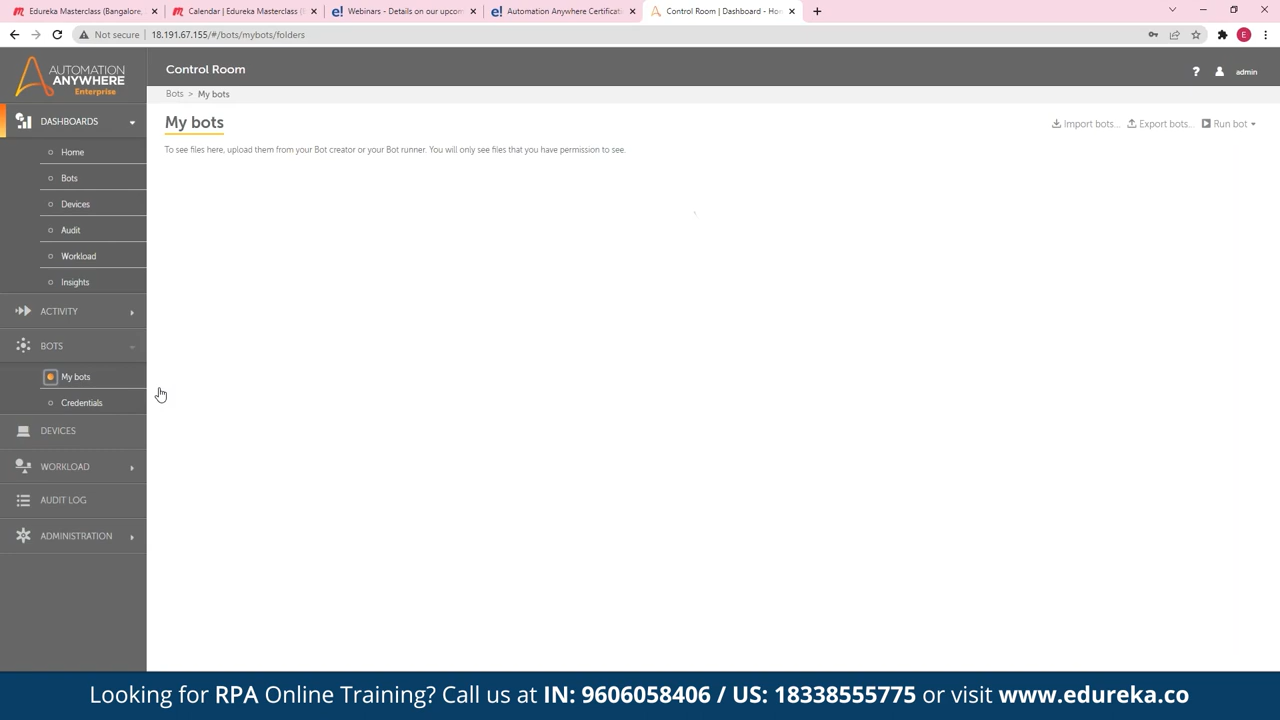 Edureka Masterclass (Bangalore,
Calendar | Edureka Masterclass (
Webinars - Details on our upcom
Automation Anywhere Certificati
Control Room | Dashboard - Ho
Not secure
18.191.67.155/#/bots/mybots/folders
E
AUTOMATION
ANYWHERE
Enterprise
Control Room
? admin
Bots > My bots
DASHBOARDS
Home
Bots
Devices
Audit
Workload
Insights
ACTIVITY
BOTS
My bots
Credentials
DEVICES
WORKLOAD
AUDIT LOG
ADMINISTRATION
My bots
Import bots... Export bots... Run bot
To see files here, upload them from your Bot creator or your Bot runner. You will only see files that you have permission to see.
Looking for RPA Online Training? Call us at IN: 9606058406 / US: 18338555775 or visit www.edureka.co